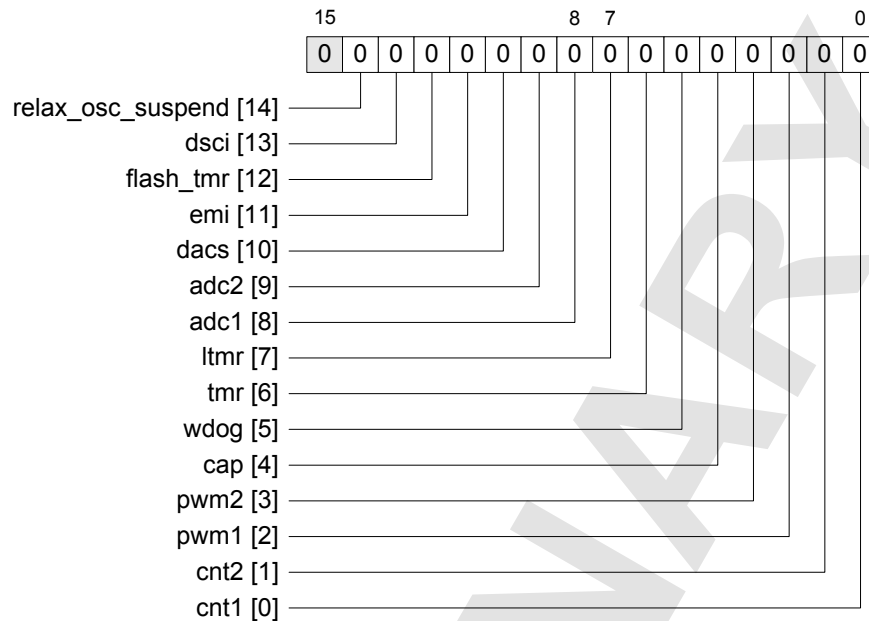 15 8 7 0
0 0 0 0 0 0 0 0 0 0 0 0 0 0 0 0
relax_osc_suspend [14]
dsci [13]
flash_tmr [12]
emi [11]
dacs [10]
adc2 [9]
adc1 [8]
ltmr [7]
tmr [6]
wdog [5]
cap [4]
pwm2 [3]
pwm1 [2]
cnt2 [1]
cnt1 [0]
NARY